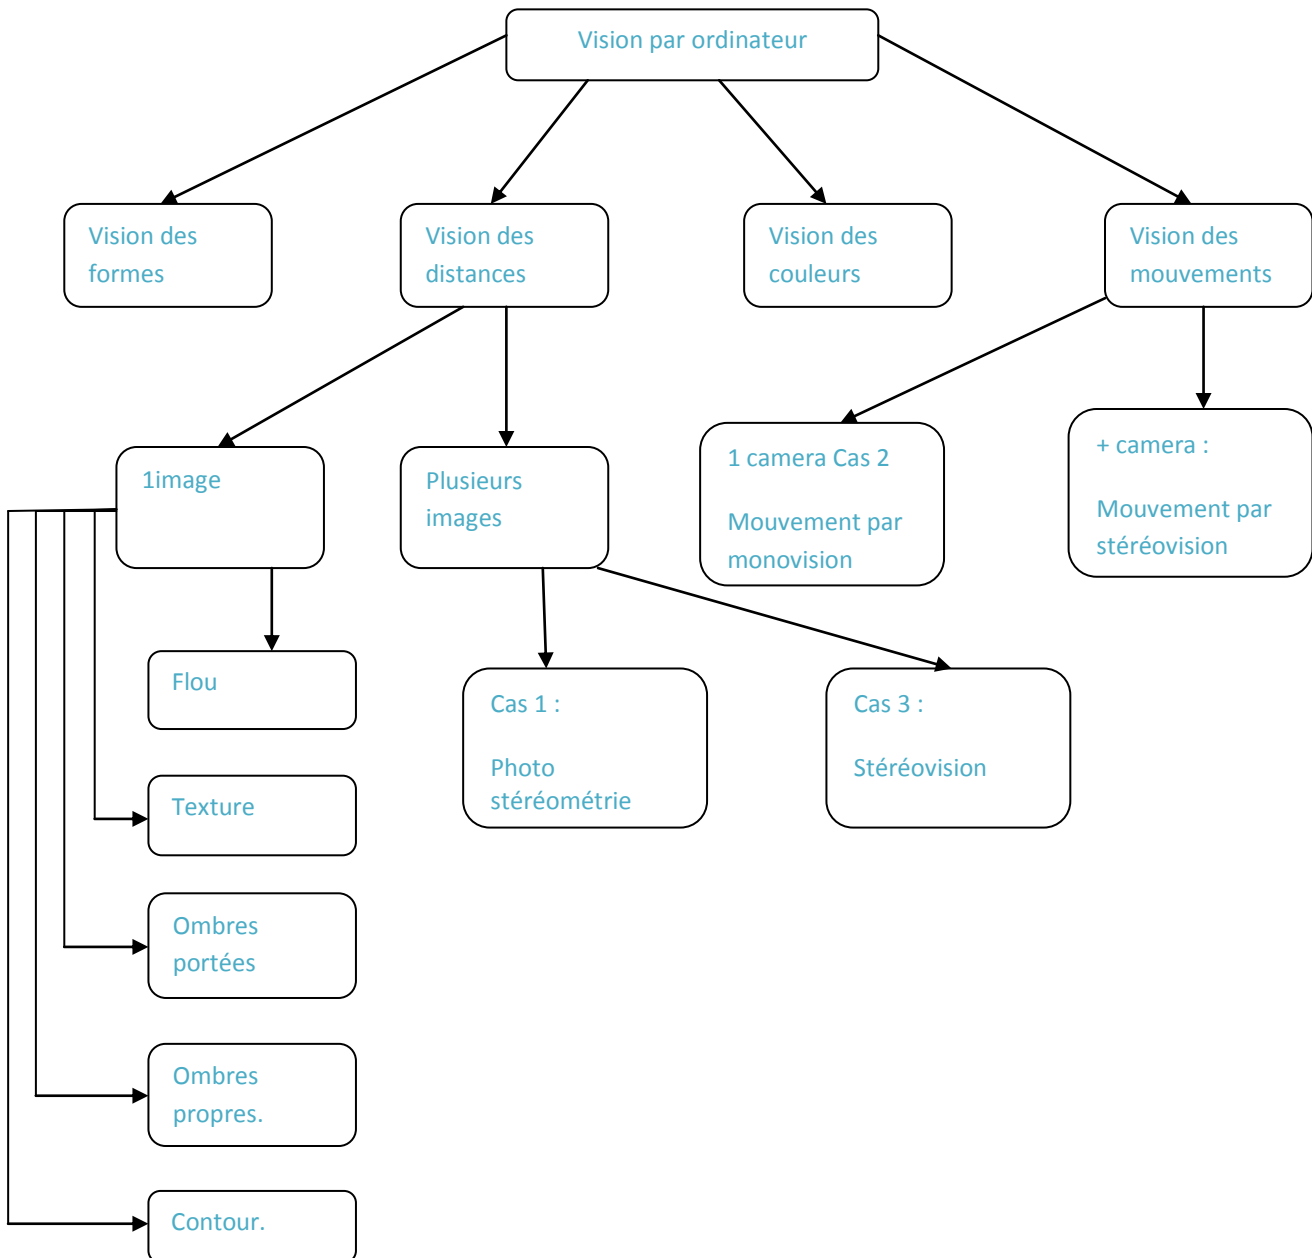 Vision par ordinateur
Vision des
formes
Vision des
distances
Vision des
couleurs
Vision des
mouvements
1image
Plusieurs
images
1 camera Cas 2
Mouvement par
monovision
+ camera :
Mouvement par
stéréovision
Flou
Cas 1 :
Photo
stéréométrie
Cas 3 :
Stéréovision
Texture
Ombres
portées
Ombres
propres.
Contour.